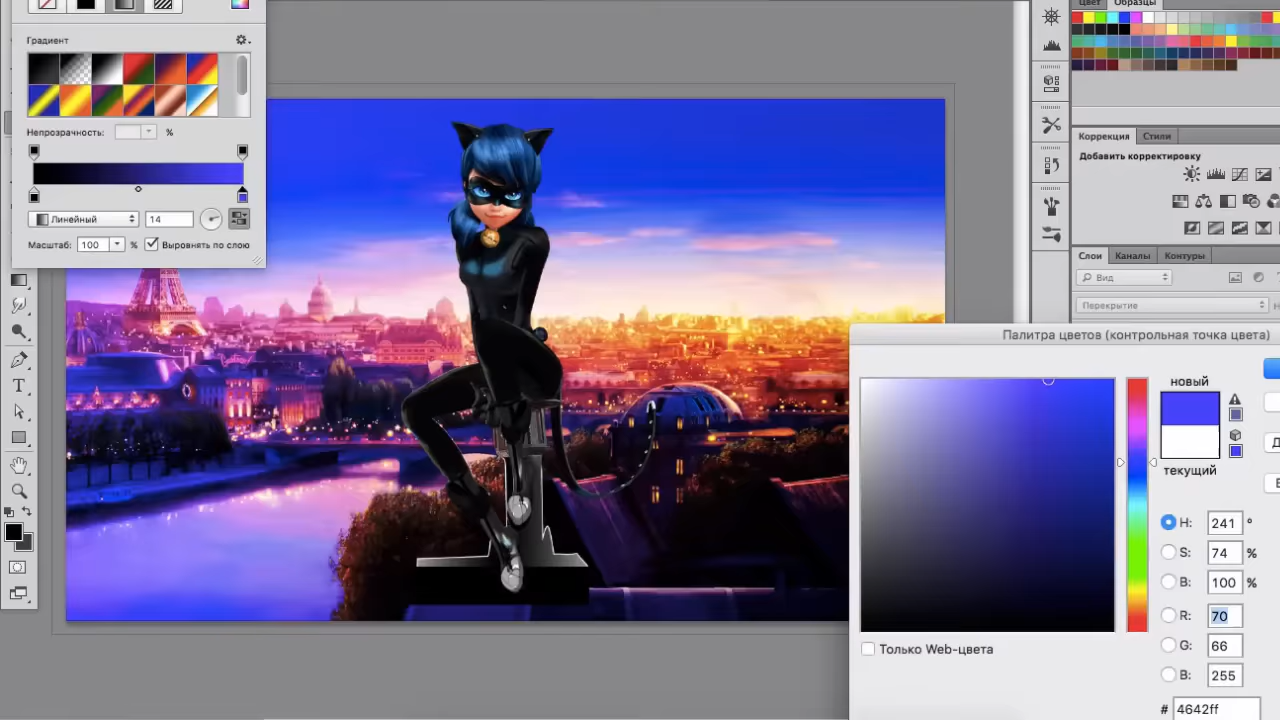 Цвет Образцы
Градиент
Непрозрачность: %
Линейный 14
Масштаб: 100 % Выровнять по слою
Коррекция Стили
Добавить корректировку
Слои Каналы Контуры
Вид
Перекрытие
Палитра цветов (контрольная точка цвета)
новый
текущий
H: 241 °
S: 74 %
B: 100 %
R: 70
G: 66
B: 255
# 4642ff
Только Web-цвета
T